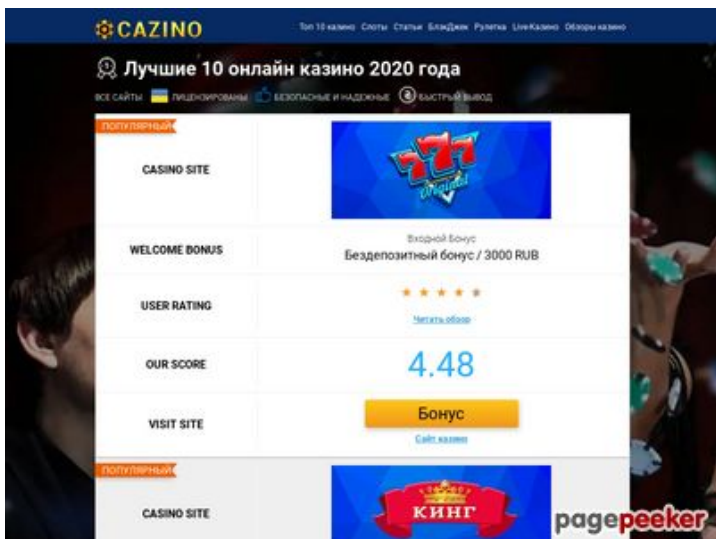 CAZINO
Топ 10 казино Слоты Статьи БлэкДжек Рулетка Live-Казино Обзоры казино
Лучшие 10 онлайн казино 2020 года
ВСЕ САЙТЫ ЛИЦЕНЗИРОВАНЫ БЕЗОПАСНЫЕ И НАДЕЖНЫЕ БЫСТРЫЙ ВЫВОД
ПОПУЛЯРНЫЙ
CASINO SITE
777
Original
WELCOME BONUS
Входной Бонус
Бездепозитный бонус / 3000 RUB
USER RATING
Читать обзор
OUR SCORE
4.48
VISIT SITE
Бонус
Сайт казино
ПОПУЛЯРНЫЙ
CASINO SITE
КИНГ
pagepeeker